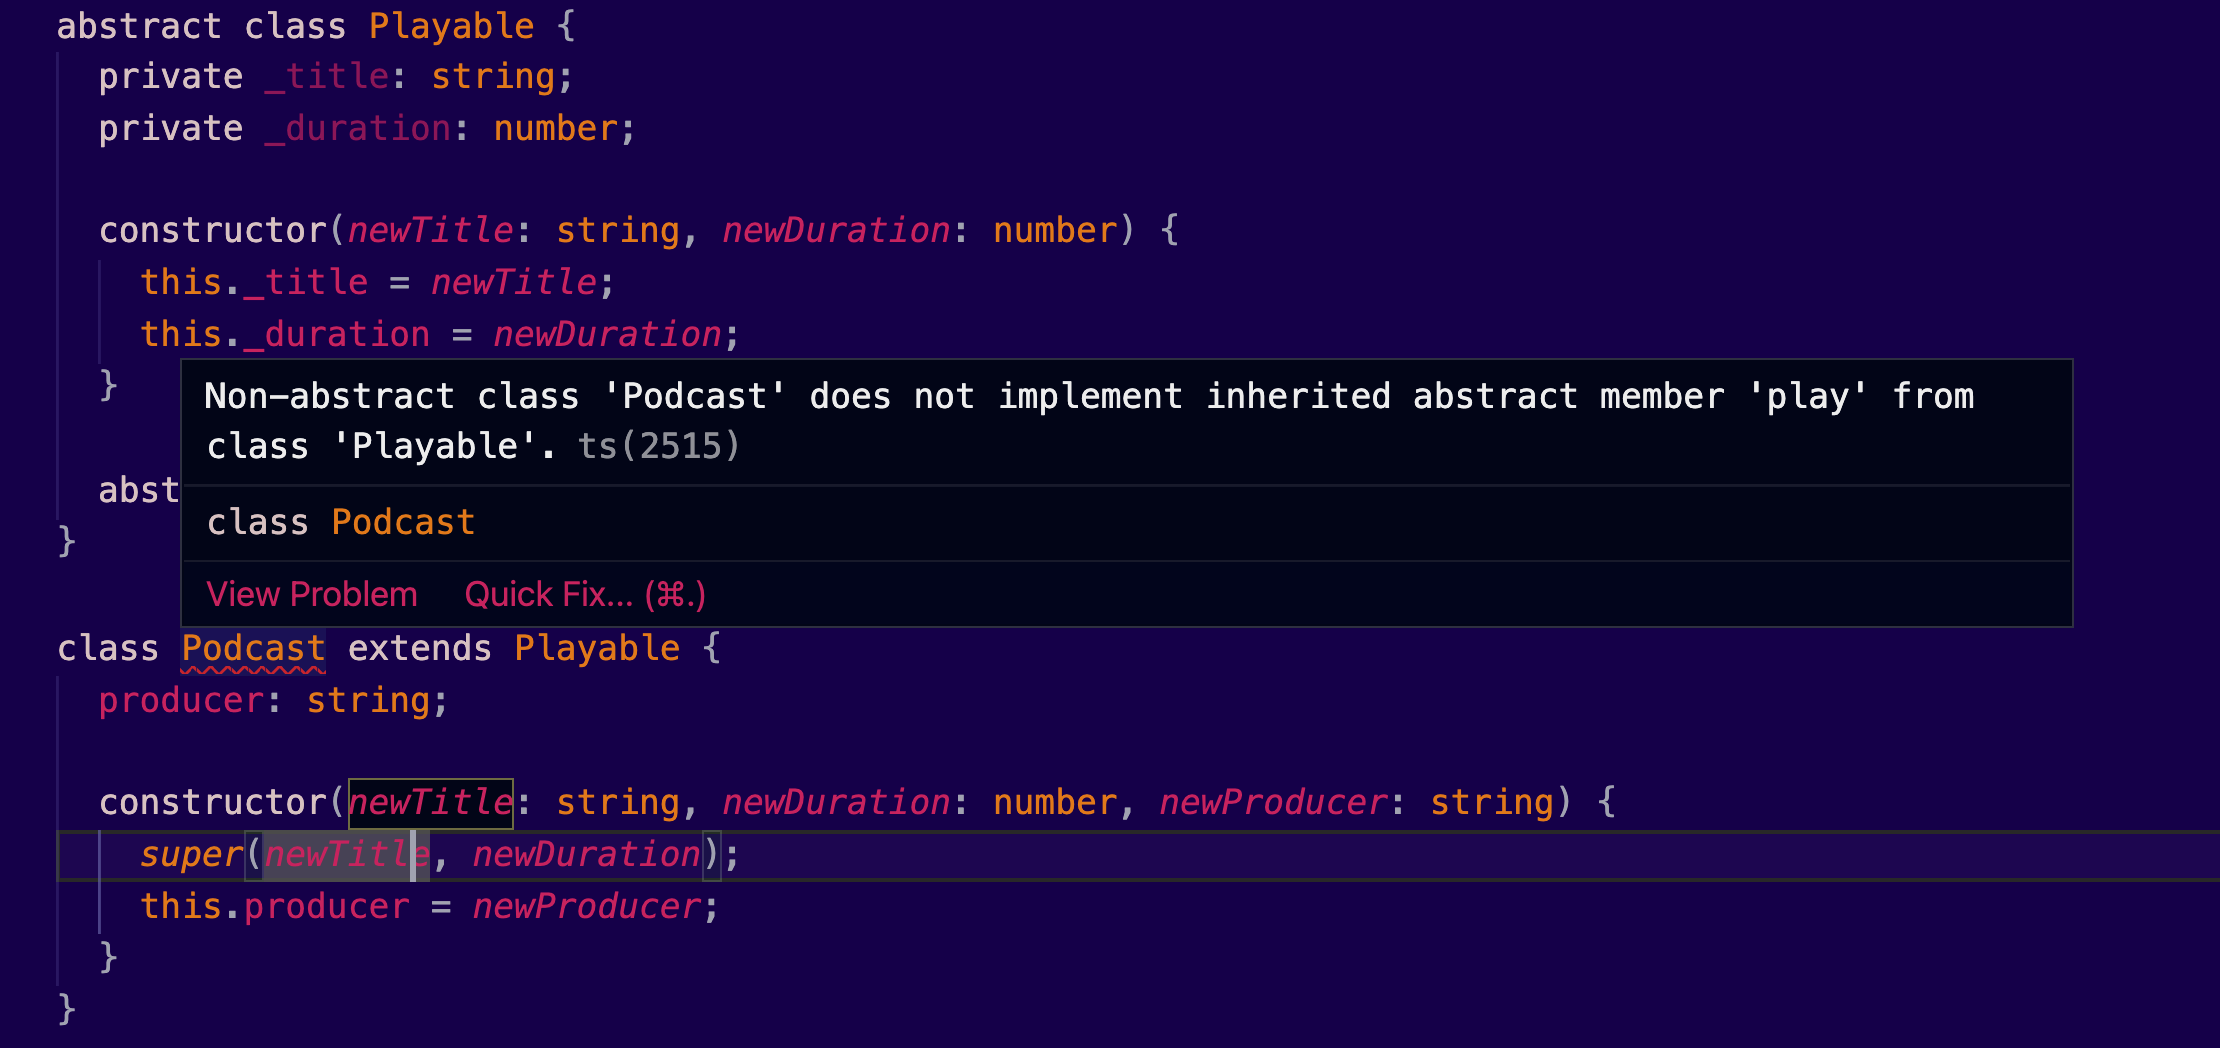 abstract class Playable {
private _title: string;
private _duration: number;
constructor(newTitle: string, newDuration: number) {
this._title = newTitle;
this._duration = newDuration;
}
Non-abstract class 'Podcast' does not implement inherited abstract member 'play' from
class 'Playable'. ts(2515)
abst
class Podcast
}
View Problem Quick Fix... (⌘.)
class Podcast extends Playable {
producer: string;
constructor(newTitle: string, newDuration: number, newProducer: string) {
super(newTitle, newDuration);
this.producer = newProducer;
}
}